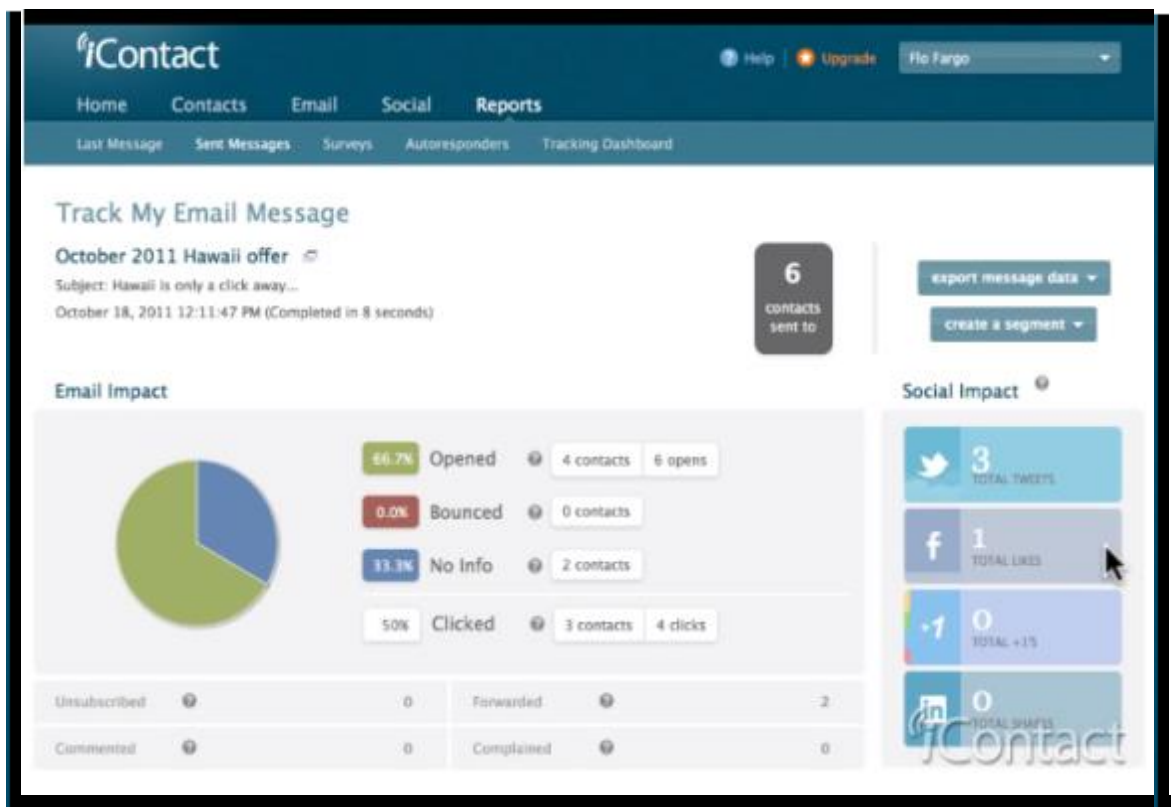 iContact
Help | Upgrade Flo Fargo
Home Contacts Email Social Reports
Last Message Sent Messages Surveys Autoresponders Tracking Dashboard
Track My Email Message
October 2011 Hawaii offer
Subject: Hawaii is only a click away...
October 18, 2011 12:11:47 PM (Completed in 8 seconds)
6
contacts
sent to
export message data
create a segment
Email Impact
66.7% Opened 4 contacts 6 opens
0.0% Bounced 0 contacts
33.3% No Info 2 contacts
50% Clicked 3 contacts 4 clicks
Unsubscribed 0 Forwarded 2
Commented 0 Complained 0
Social Impact
3
TOTAL TWEETS
f
1
TOTAL LIKES
+1
0
TOTAL +1'S
in
0
TOTAL SHARES
iContact